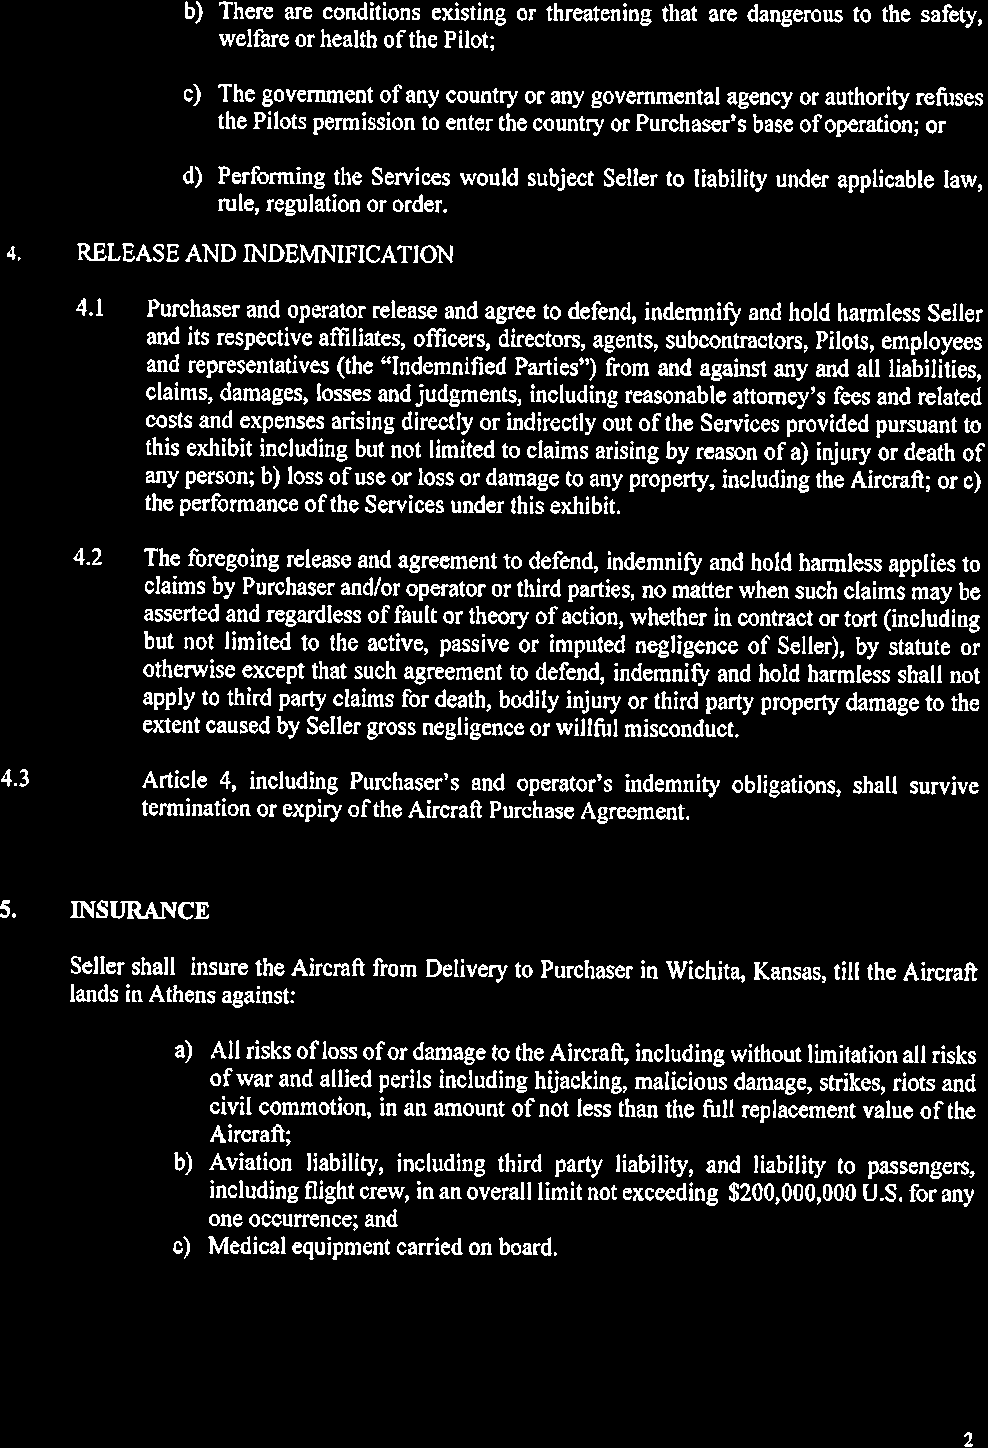 b) There are conditions existing or threatening that are dangerous to the safety,
welfare or health of the Pilot;
c) The government of any country or any governmental agency or authority refuses
the Pilots permission to enter the country or Purchaser's base of operation; or
d) Performing the Services would subject Seller to liability under applicable law,
rule, regulation or order.
4. RELEASE AND INDEMNIFICATION
4.1 Purchaser and operator release and agree to defend, indemnify and hold harmless Seller
and its respective affiliates, officers, directors, agents, subcontractors, Pilots, employees
and representatives (the “Indemnified Parties”) from and against any and all liabilities,
claims, damages, losses and judgments, including reasonable attorney's fees and related
costs and expenses arising directly or indirectly out of the Services provided pursuant to
this exhibit including but not limited to claims arising by reason of a) injury or death of
any person; b) loss of use or loss or damage to any property, including the Aircraft; or c)
the performance of the Services under this exhibit.
4.2 The foregoing release and agreement to defend, indemnify and hold harmless applies to
claims by Purchaser and/or operator or third parties, no matter when such claims may be
asserted and regardless of fault or theory of action, whether in contract or tort (including
but not limited to the active, passive or imputed negligence of Seller), by statute or
otherwise except that such agreement to defend, indemnify and hold harmless shall not
apply to third party claims for death, bodily injury or third party property damage to the
extent caused by Seller gross negligence or willful misconduct.
4.3 Article 4, including Purchaser's and operator's indemnity obligations, shall survive
termination or expiry of the Aircraft Purchase Agreement.
5. INSURANCE
Seller shall insure the Aircraft from Delivery to Purchaser in Wichita, Kansas, till the Aircraft
lands in Athens against:
a) All risks of loss of or damage to the Aircraft, including without limitation all risks
of war and allied perils including hijacking, malicious damage, strikes, riots and
civil commotion, in an amount of not less than the full replacement value of the
Aircraft;
b) Aviation liability, including third party liability, and liability to passengers,
including flight crew, in an overall limit not exceeding $200,000,000 U.S. for any
one occurrence; and
c) Medical equipment carried on board.
2